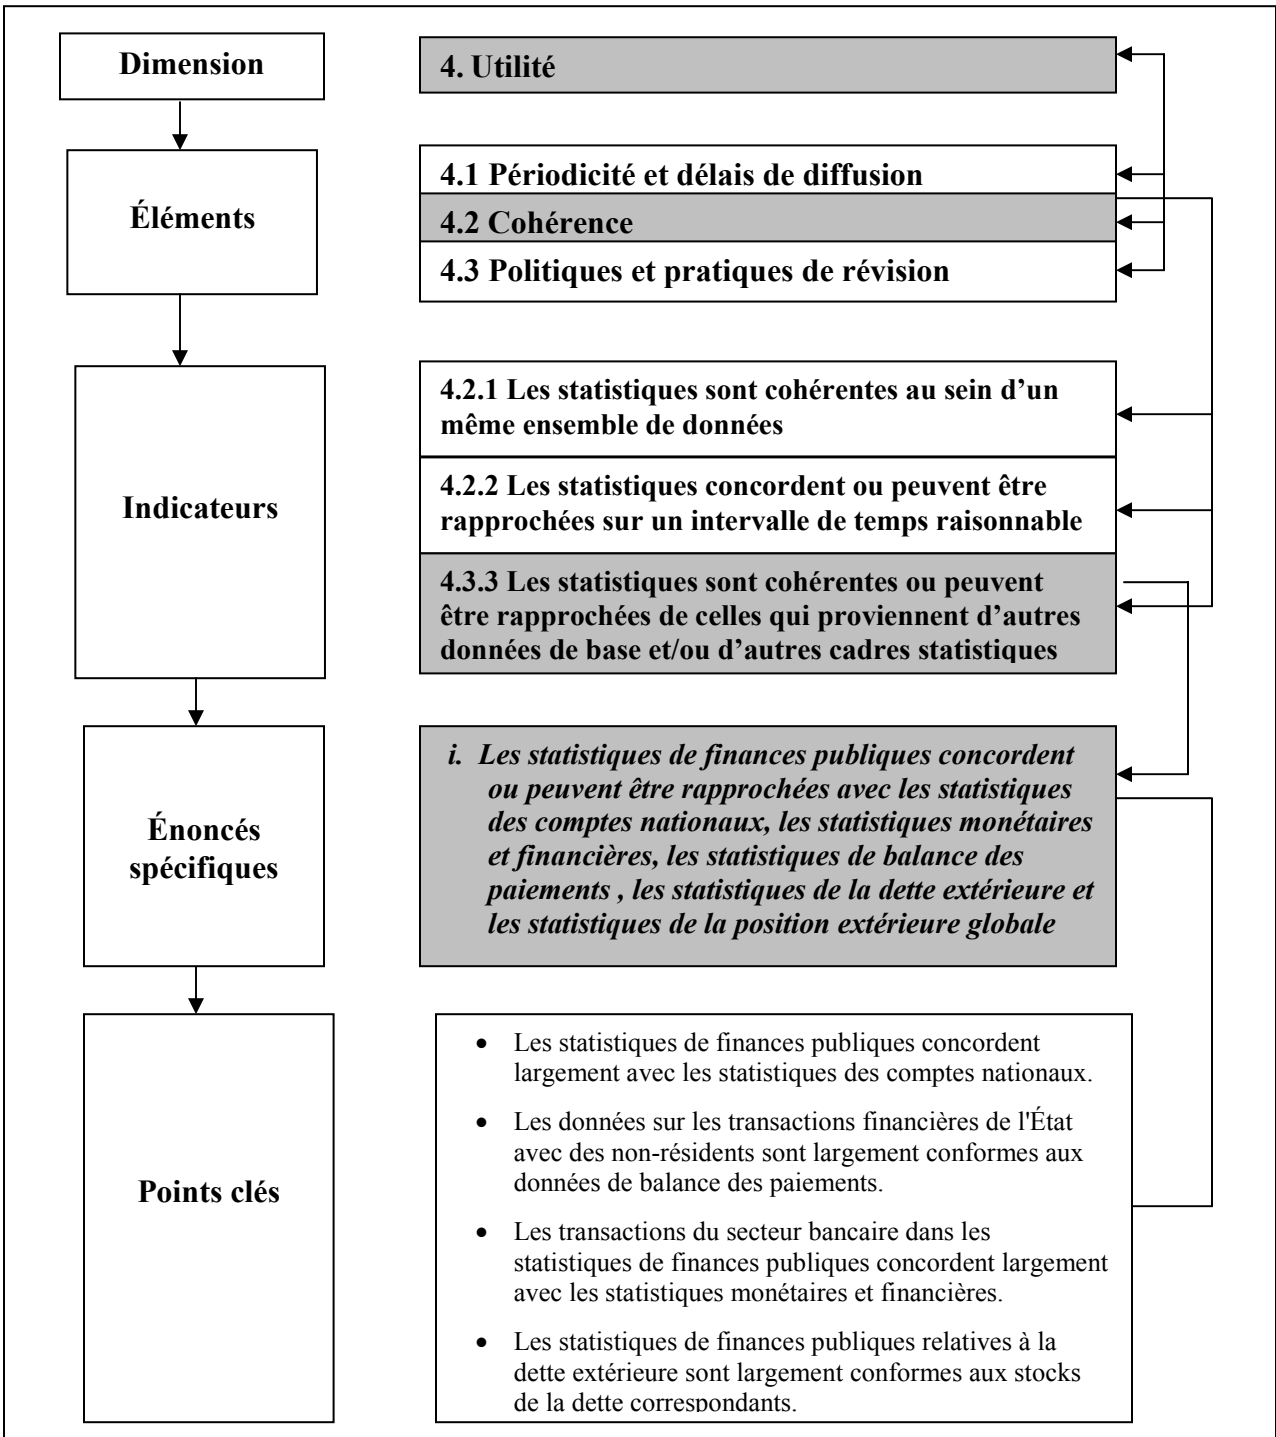 Dimension
4. Utilité
Éléments
4.1 Périodicité et délais de diffusion
4.2 Cohérence
4.3 Politiques et pratiques de révision
Indicateurs
4.2.1 Les statistiques sont cohérentes au sein d’un
même ensemble de données
4.2.2 Les statistiques concordent ou peuvent être
rapprochées sur un intervalle de temps raisonnable
4.3.3 Les statistiques sont cohérentes ou peuvent
être rapprochées de celles qui proviennent d’autres
données de base et/ou d’autres cadres statistiques
Énoncés
spécifiques
i. Les statistiques de finances publiques concordent
ou peuvent être rapprochées avec les statistiques
des comptes nationaux, les statistiques monétaires
et financières, les statistiques de balance des
paiements , les statistiques de la dette extérieure et
les statistiques de la position extérieure globale
Points clés
• Les statistiques de finances publiques concordent
largement avec les statistiques des comptes nationaux.
• Les données sur les transactions financières de l'État
avec des non-résidents sont largement conformes aux
données de balance des paiements.
• Les transactions du secteur bancaire dans les
statistiques de finances publiques concordent largement
avec les statistiques monétaires et financières.
• Les statistiques de finances publiques relatives à la
dette extérieure sont largement conformes aux stocks
de la dette correspondants.